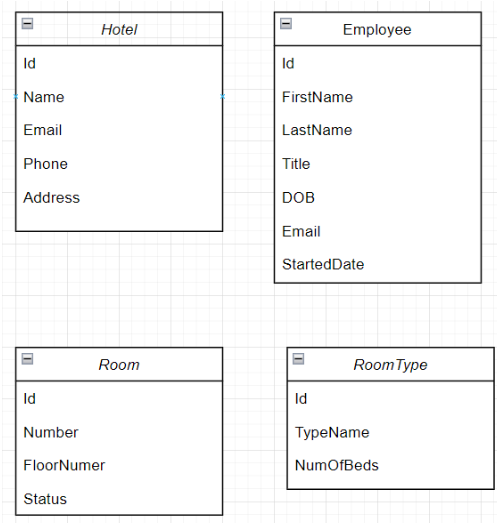 Hotel
Id
Name
Email
Phone
Address
Employee
Id
FirstName
LastName
Title
DOB
Email
StartedDate
Room
Id
Number
FloorNumer
Status
RoomType
Id
TypeName
NumOfBeds